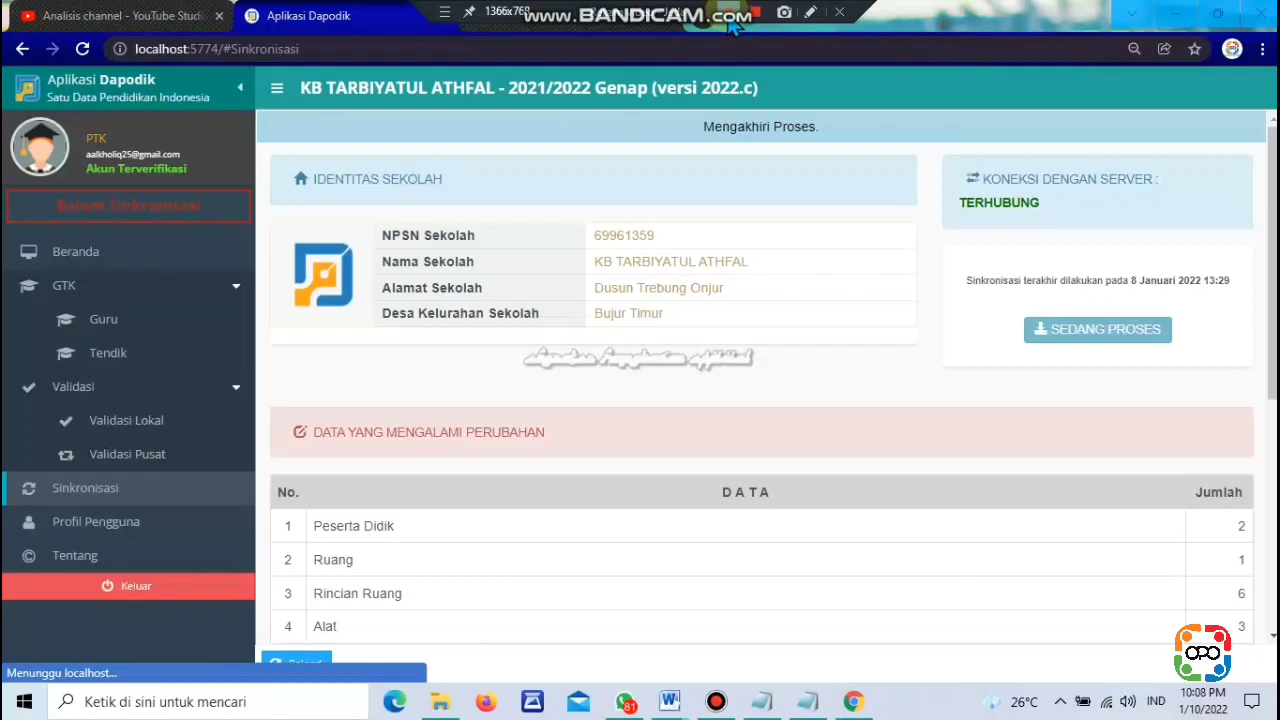 Analisis channel - YouTube Studi
Aplikasi Dapodik
1366x768
www.BANDICAM.com
localhost:5774/#Sinkronisasi
Aplikasi Dapodik
Satu Data Pendidikan Indonesia
KB TARBIYATUL ATHFAL - 2021/2022 Genap (versi 2022.c)
Mengakhiri Proses.
PTK
aalkholiq25@gmail.com
Akun Terverifikasi
Belum Sinkronisasi
Beranda
GTK
Guru
Tendik
Validasi
Validasi Lokal
Validasi Pusat
Sinkronisasi
Profil Pengguna
Tentang
Keluar
IDENTITAS SEKOLAH
NPSN Sekolah 69961359
Nama Sekolah KB TARBIYATUL ATHFAL
Alamat Sekolah Dusun Trebung Onjur
Desa Kelurahan Sekolah Bujur Timur
KONEKSI DENGAN SERVER :
TERHUBUNG
Sinkronisasi terakhir dilakukan pada 8 Januari 2022 13:29
SEDANG PROSES
DATA YANG MENGALAMI PERUBAHAN
No. D A T A Jumlah
1 Peserta Didik 2
2 Ruang 1
3 Rincian Ruang 6
4 Alat 3
OPO
Menunggu localhost...
Ketik di sini untuk mencari
81
26°C
IND
10:08 PM
1/10/2022